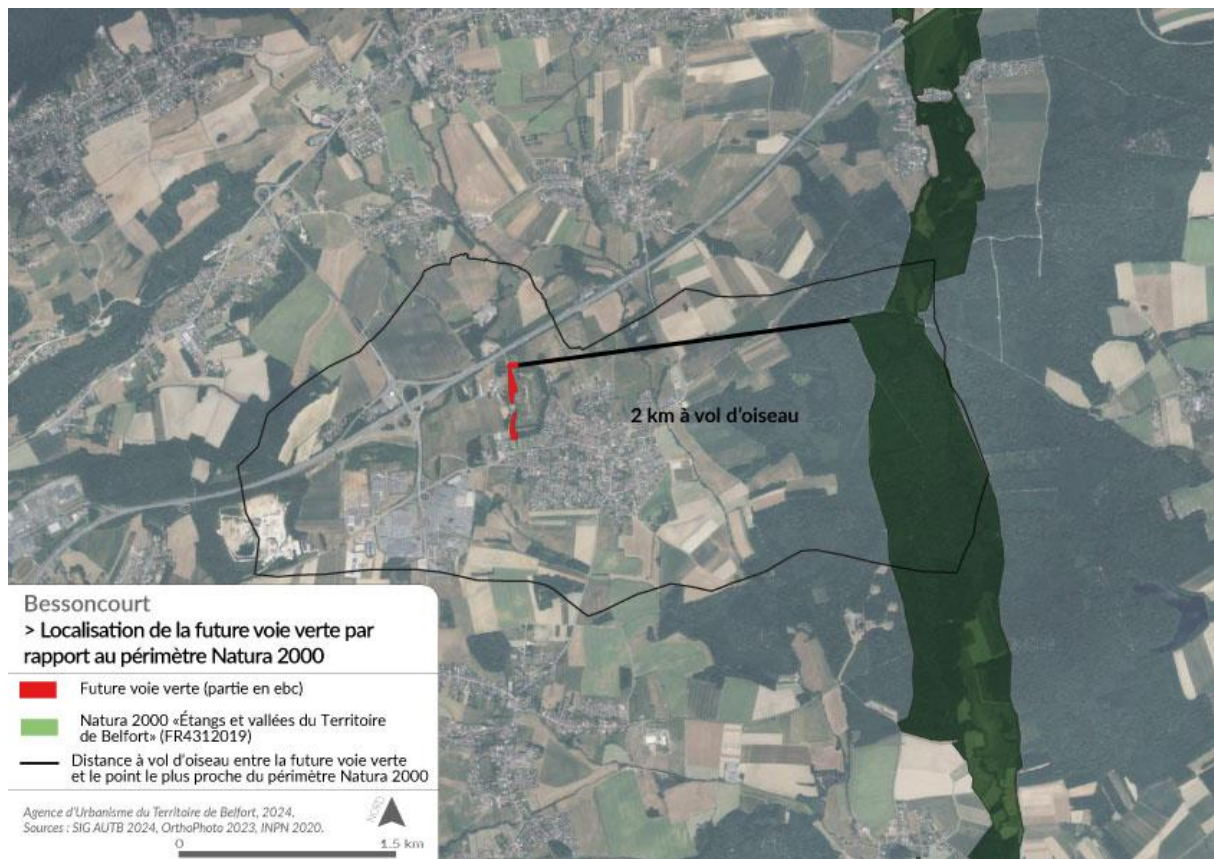 2 km à vol d'oiseau
Bessoncourt
> Localisation de la future voie verte par
rapport au périmètre Natura 2000
Future voie verte (partie en ebc)
Natura 2000 «Étangs et vallées du Territoire
de Belfort» (FR4312019)
Distance à vol d'oiseau entre la future voie verte
et le point le plus proche du périmètre Natura 2000
Agence d'Urbanisme du Territoire de Belfort, 2024.
Sources : SIG AUTB 2024, OrthoPhoto 2023, INPN 2020.
NORD
0 1.5 km